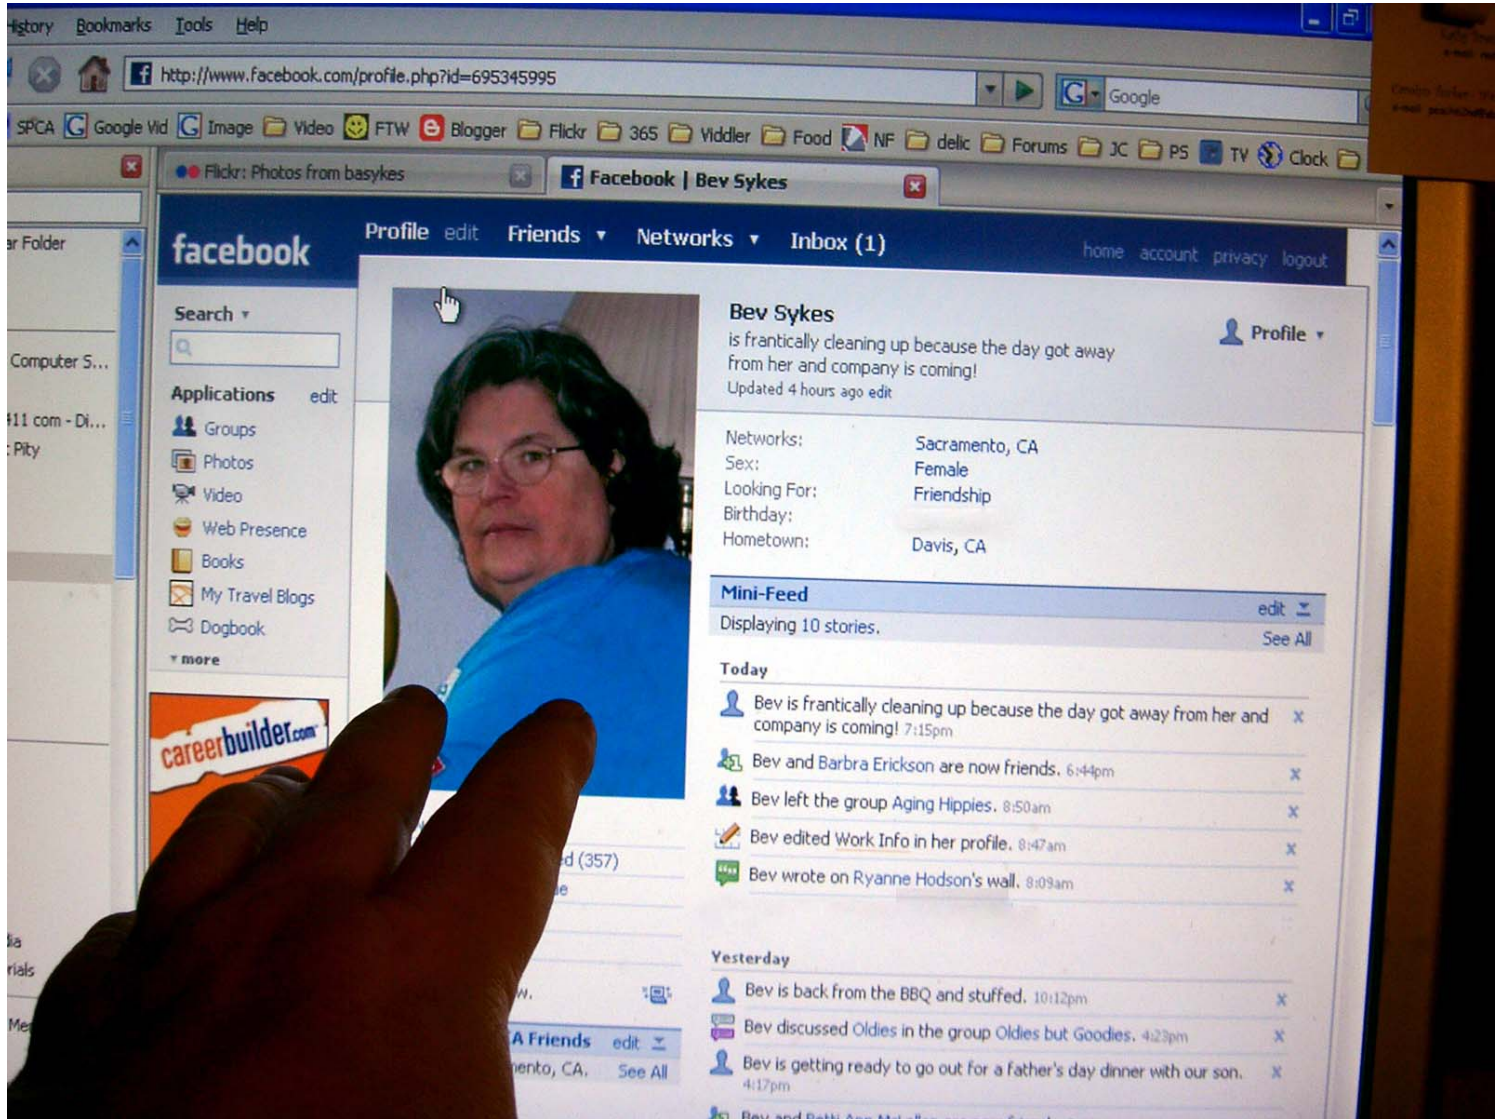 History Bookmarks Tools Help
http://www.facebook.com/profile.php?id=695345995
G Google
SPCA Google Vid Image Video FTW Blogger Flickr 365 Viddler Food NF delic Forums JC PS TV Clock
Flickr: Photos from basykes
Facebook | Bev Sykes
ar Folder
Computer S...
411 com - Di...
Pity
ia
rials
facebook
Profile edit Friends Networks Inbox (1)
home account privacy logout
Search
Applications edit
Groups
Photos
Video
Web Presence
Books
My Travel Blogs
Dogbook
more
careerbuilder.com
Bev Sykes
is frantically cleaning up because the day got away
from her and company is coming!
Updated 4 hours ago edit
Profile
Networks: Sacramento, CA
Sex: Female
Looking For: Friendship
Birthday:
Hometown: Davis, CA
Mini-Feed
edit
Displaying 10 stories.
See All
Today
Bev is frantically cleaning up because the day got away from her and
company is coming! 7:15pm
Bev and Barbra Erickson are now friends. 6:44pm
Bev left the group Aging Hippies. 8:50am
Bev edited Work Info in her profile. 8:47am
Bev wrote on Ryanne Hodson's wall. 8:09am
Yesterday
Bev is back from the BBQ and stuffed. 10:12pm
Bev discussed Oldies in the group Oldies but Goodies. 4:23pm
Bev is getting ready to go out for a father's day dinner with our son.
4:17pm
ed (357)
w.
A Friends edit
mento, CA. See All